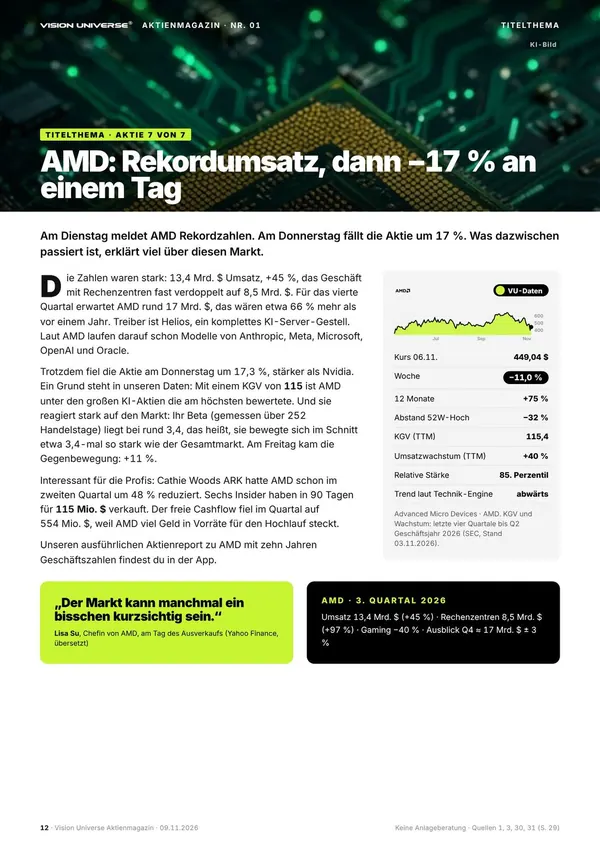 VISION UNIVERSE® AKTIENMAGAZIN · NR. 01
TITELTHEMA
KI-Bild
TITELTHEMA · AKTIE 7 VON 7
AMD: Rekordumsatz, dann −17 % an
einem Tag
Am Dienstag meldet AMD Rekordzahlen. Am Donnerstag fällt die Aktie um 17 %. Was dazwischen
passiert ist, erklärt viel über diesen Markt.
Die Zahlen waren stark: 13,4 Mrd. $ Umsatz, +45 %, das Geschäft
mit Rechenzentren fast verdoppelt auf 8,5 Mrd. $. Für das vierte
Quartal erwartet AMD rund 17 Mrd. $, das wären etwa 66 % mehr als
vor einem Jahr. Treiber ist Helios, ein komplettes KI-Server-Gestell.
Laut AMD laufen darauf schon Modelle von Anthropic, Meta, Microsoft,
OpenAI und Oracle.
Trotzdem fiel die Aktie am Donnerstag um 17,3 %, stärker als Nvidia.
Ein Grund steht in unseren Daten: Mit einem KGV von 115 ist AMD
unter den großen KI-Aktien die am höchsten bewertete. Und sie
reagiert stark auf den Markt: Ihr Beta (gemessen über 252
Handelstage) liegt bei rund 3,4, das heißt, sie bewegte sich im Schnitt
etwa 3,4-mal so stark wie der Gesamtmarkt. Am Freitag kam die
Gegenbewegung: +11 %.
Interessant für die Profis: Cathie Woods ARK hatte AMD schon im
zweiten Quartal um 48 % reduziert. Sechs Insider haben in 90 Tagen
für 115 Mio. $ verkauft. Der freie Cashflow fiel im Quartal auf
554 Mio. $, weil AMD viel Geld in Vorräte für den Hochlauf steckt.
Unseren ausführlichen Aktienreport zu AMD mit zehn Jahren
Geschäftszahlen findest du in der App.
AMD
VU-Daten
600
500
400
Jul Sep Nov
Kurs 06.11. 449,04 $
Woche −11,0 %
12 Monate +75 %
Abstand 52W-Hoch −32 %
KGV (TTM) 115,4
Umsatzwachstum (TTM) +40 %
Relative Stärke 85. Perzentil
Trend laut Technik-Engine abwärts
Advanced Micro Devices · AMD. KGV und
Wachstum: letzte vier Quartale bis Q2
Geschäftsjahr 2026 (SEC, Stand
03.11.2026).
„Der Markt kann manchmal ein
bisschen kurzsichtig sein.“
Lisa Su, Chefin von AMD, am Tag des Ausverkaufs (Yahoo Finance,
übersetzt)
AMD · 3. QUARTAL 2026
Umsatz 13,4 Mrd. $ (+45 %) · Rechenzentren 8,5 Mrd. $
(+97 %) · Gaming −40 % · Ausblick Q4 ≈ 17 Mrd. $ ± 3
%
12 · Vision Universe Aktienmagazin · 09.11.2026
Keine Anlageberatung · Quellen 1, 3, 30, 31 (S. 29)